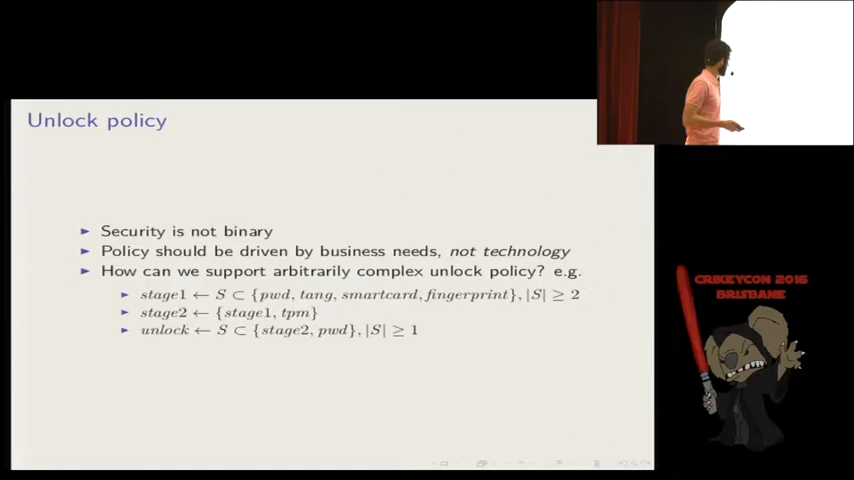 Unlock policy
► Security is not binary
► Policy should be driven by business needs, not technology
► How can we support arbitrarily complex unlock policy? e.g.
► stage1 ← S ⊂ {pwd, tang, smartcard, fingerprint}, |S| ≥ 2
► stage2 ← {stage1, tpm}
► unlock ← S ⊂ {stage2, pwd}, |S| ≥ 1
CRIKEYCON 2016
BRISBANE